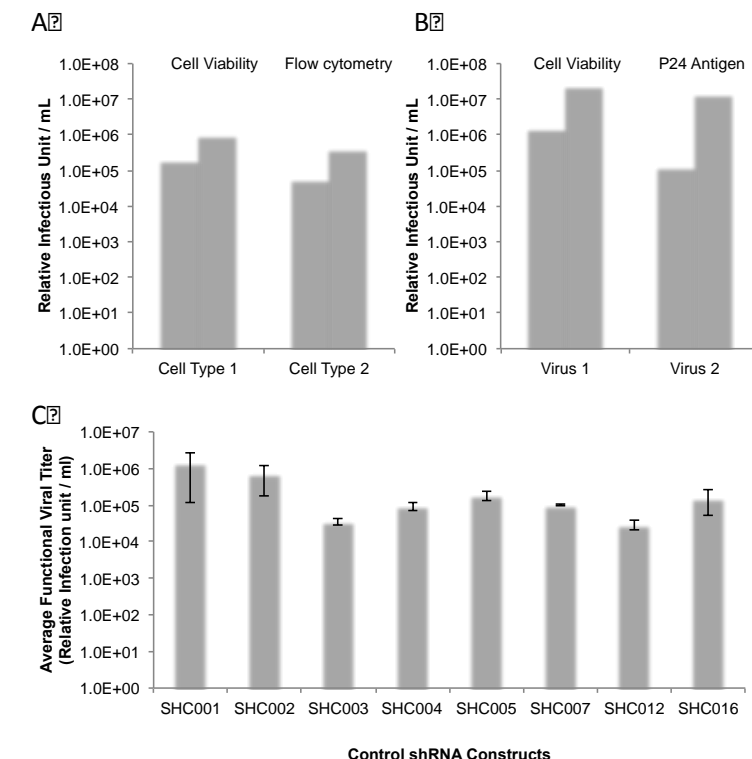 A⍰
Cell Viability Flow cytometry
Relative Infectious Unit / mL
1.0E+08
1.0E+07
1.0E+06
1.0E+05
1.0E+04
1.0E+03
1.0E+02
1.0E+01
1.0E+00
Cell Type 1 Cell Type 2
B⍰
Cell Viability P24 Antigen
Relative Infectious Unit / mL
1.0E+08
1.0E+07
1.0E+06
1.0E+05
1.0E+04
1.0E+03
1.0E+02
1.0E+01
1.0E+00
Virus 1 Virus 2
C⍰
Average Functional Viral Titer
(Relative Infection unit / ml)
1.0E+07
1.0E+06
1.0E+05
1.0E+04
1.0E+03
1.0E+02
1.0E+01
1.0E+00
SHC001 SHC002 SHC003 SHC004 SHC005 SHC007 SHC012 SHC016
Control shRNA Constructs